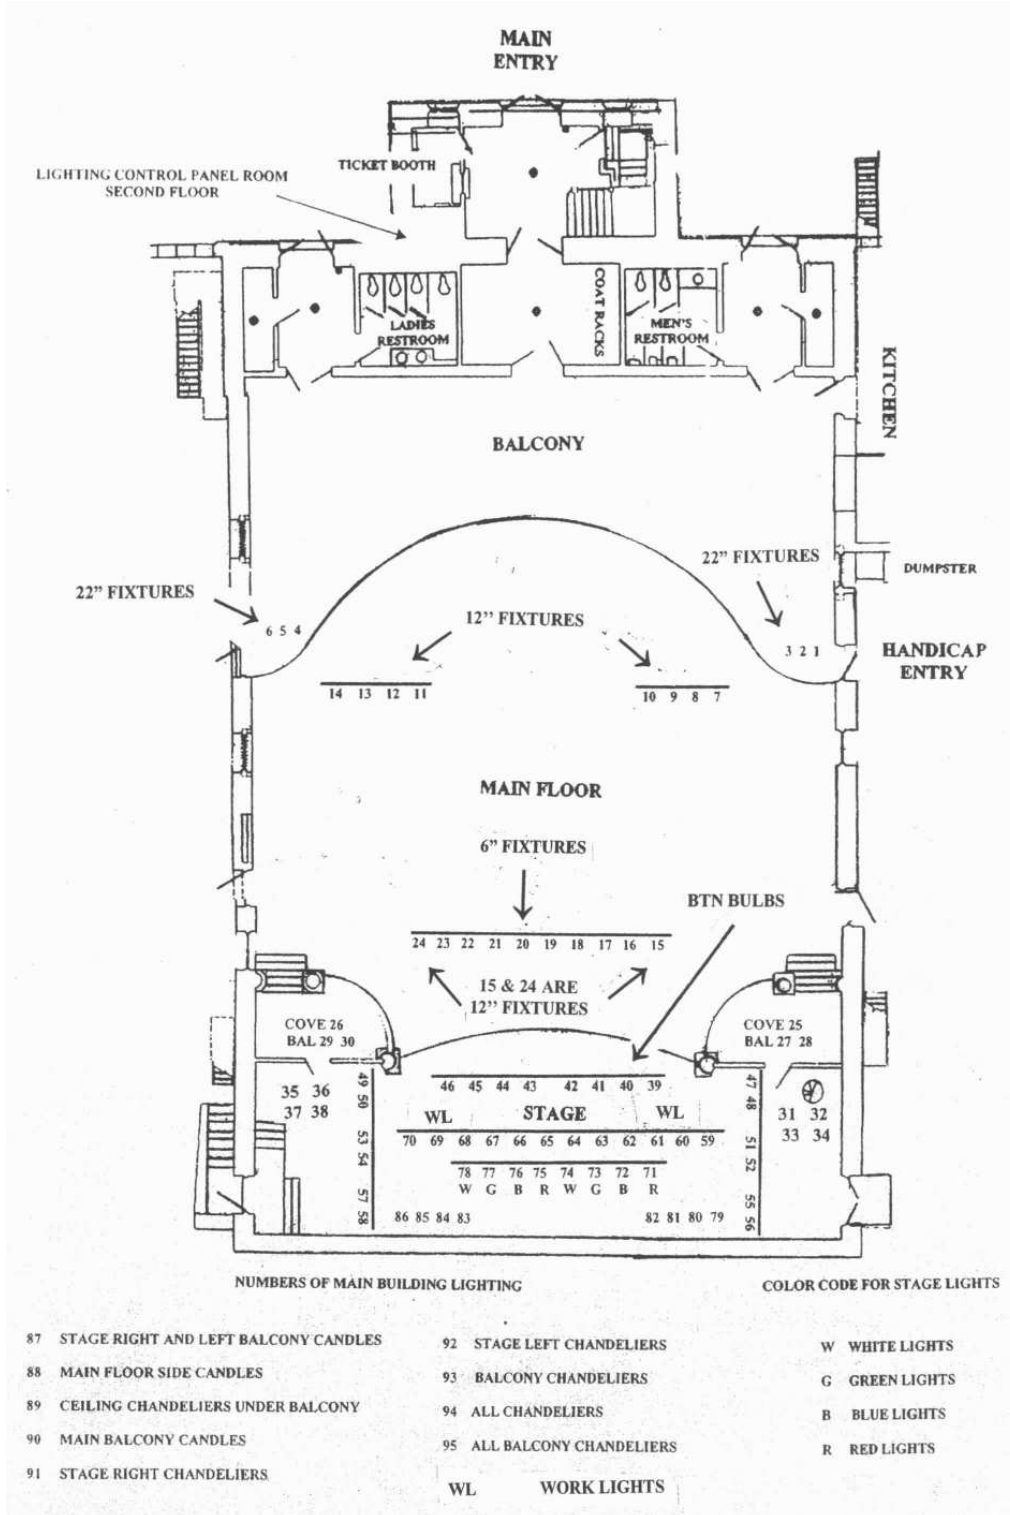 MAIN
ENTRY
TICKET BOOTH
LIGHTING CONTROL PANEL ROOM
SECOND FLOOR
COAT RACKS
LADIES
RESTROOM
MEN'S
RESTROOM
KITCHEN
BALCONY
22” FIXTURES
DUMPSTER
22” FIXTURES
12” FIXTURES
6 5 4
3 2 1
HANDICAP
ENTRY
14 13 12 11
10 9 8 7
MAIN FLOOR
6” FIXTURES
BTN BULBS
24 23 22 21 20 19 18 17 16 15
15 & 24 ARE
12” FIXTURES
COVE 26
BAL 29 30
COVE 25
BAL 27 28
46 45 44 43 42 41 40 39
49 50 53 54 57 58
47 48 51 52 55 56
35 36
37 38
31 32
33 34
WL STAGE WL
70 69 68 67 66 65 64 63 62 61 60 59
78 77 76 75 74 73 72 71
W G B R W G B R
86 85 84 83
82 81 80 79
NUMBERS OF MAIN BUILDING LIGHTING
COLOR CODE FOR STAGE LIGHTS
87 STAGE RIGHT AND LEFT BALCONY CANDLES
88 MAIN FLOOR SIDE CANDLES
89 CEILING CHANDELIERS UNDER BALCONY
90 MAIN BALCONY CANDLES
91 STAGE RIGHT CHANDELIERS
92 STAGE LEFT CHANDELIERS
93 BALCONY CHANDELIERS
94 ALL CHANDELIERS
95 ALL BALCONY CHANDELIERS
WL WORK LIGHTS
W WHITE LIGHTS
G GREEN LIGHTS
B BLUE LIGHTS
R RED LIGHTS